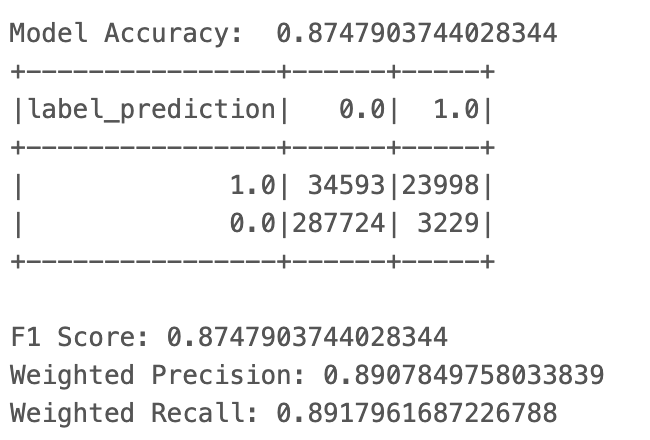 Model Accuracy:  0.8747903744028344
+----------------+------+-----+
|label_prediction|   0.0|  1.0|
+----------------+------+-----+
|             1.0| 34593|23998|
|             0.0|287724| 3229|
+----------------+------+-----+
F1 Score: 0.8747903744028344
Weighted Precision: 0.8907849758033839
Weighted Recall: 0.8917961687226788